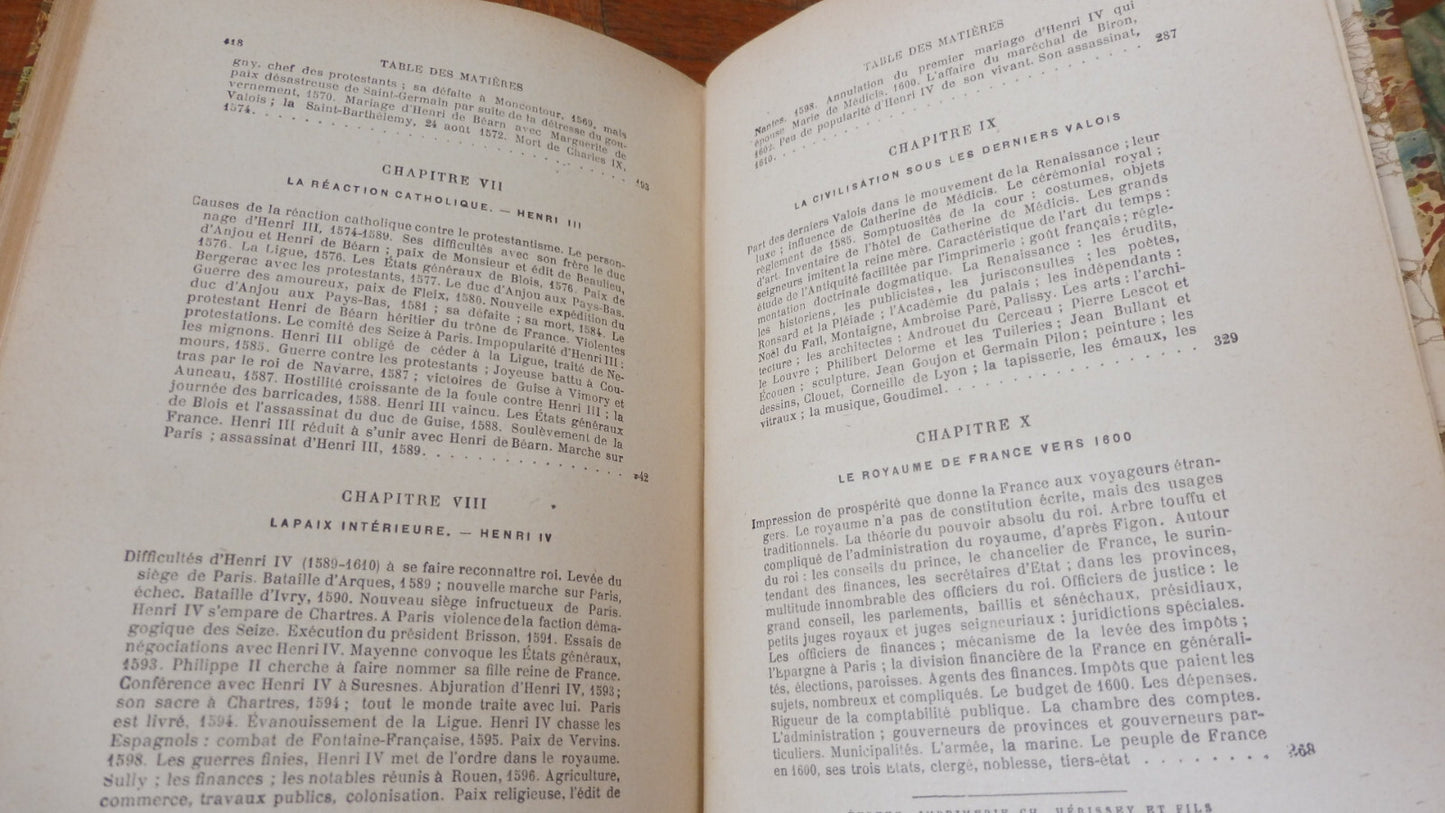 418
TABLE DES MATIÈRES
gny, chef des protestants ; sa défaite à Moncontour, 1569, mais
paix désastreuse de Saint-Germain par suite de la détresse du gou-
vernement, 1570. Mariage d'Henri de Béarn avec Marguerite de
Valois ; la Saint-Barthélemy, 24 août 1572. Mort de Charles IX,
1574. . . . . . . . . . . . . . . . . . . . 193
CHAPITRE VII
LA RÉACTION CATHOLIQUE. — HENRI III
Causes de la réaction catholique contre le protestantisme. Le person-
nage d'Henri III, 1574-1589. Ses difficultés avec son frère le duc
d'Anjou et Henri de Béarn ; paix de Monsieur et édit de Beaulieu,
1576. La Ligue, 1576. Les États généraux de Blois, 1576. Paix de
Bergerac avec les protestants, 1577. Le duc d'Anjou aux Pays-Bas.
Guerre des amoureux, paix de Fleix, 1580. Nouvelle expédition du
duc d'Anjou aux Pays-Bas, 1581 ; sa défaite ; sa mort, 1584. Le
protestant Henri de Béarn héritier du trône de France. Violentes
protestations. Le comité des Seize à Paris. Impopularité d'Henri III ;
les mignons. Henri III obligé de céder à la Ligue, traité de Ne-
mours, 1585. Guerre contre les protestants ; Joyeuse battu à Cou-
tras par le roi de Navarre, 1587 ; victoires de Guise à Vimory et
Auneau, 1587. Hostilité croissante de la foule contre Henri III ; la
journée des barricades, 1588. Henri III vaincu. Les États généraux
de Blois et l'assassinat du duc de Guise, 1588. Soulèvement de la
France. Henri III réduit à s'unir avec Henri de Béarn. Marche sur
Paris ; assassinat d'Henri III, 1589. . . . . . . . . . . . 242
CHAPITRE VIII
LA PAIX INTÉRIEURE. — HENRI IV
Difficultés d'Henri IV (1589-1610) à se faire reconnaître roi. Levée du
siège de Paris. Bataille d'Arques, 1589 ; nouvelle marche sur Paris,
échec. Bataille d'Ivry, 1590. Nouveau siège infructueux de Paris.
Henri IV s'empare de Chartres. A Paris violence de la faction déma-
gogique des Seize. Exécution du président Brisson, 1591. Essais de
négociations avec Henri IV. Mayenne convoque les États généraux,
1593. Philippe II cherche à faire nommer sa fille reine de France.
Conférence avec Henri IV à Suresnes. Abjuration d'Henri IV, 1593 ;
son sacre à Chartres, 1594 ; tout le monde traite avec lui. Paris
est livré, 1594. Évanouissement de la Ligue. Henri IV chasse les
Espagnols : combat de Fontaine-Française, 1595. Paix de Vervins.
1598. Les guerres finies, Henri IV met de l'ordre dans le royaume.
Sully ; les finances ; les notables réunis à Rouen, 1596. Agriculture,
commerce, travaux publics, colonisation. Paix religieuse, l'édit de
TABLE DES MATIÈRES
Nantes, 1598. Annulation du premier mariage d'Henri IV qui
épouse Marie de Médicis, 1600. L'affaire du maréchal de Biron,
1602. Peu de popularité d'Henri IV de son vivant. Son assassinat,
1610. . . . . . . . . . . . . . . . . . . . 287
CHAPITRE IX
LA CIVILISATION SOUS LES DERNIERS VALOIS
Part des derniers Valois dans le mouvement de la Renaissance ; leur
luxe ; influence de Catherine de Médicis. Le cérémonial royal ;
règlement de 1585. Somptuosités de la cour ; costumes, objets
d'art. Inventaire de l'hôtel de Catherine de Médicis. Les grands
seigneurs imitent la reine mère. Caractéristique de l'art du temps :
étude de l'Antiquité facilitée par l'imprimerie ; goût français ; régle-
mentation doctrinale dogmatique. La Renaissance : les érudits,
les historiens, les publicistes, les jurisconsultes ; les poètes,
Ronsard et la Pléiade ; l'Académie du palais ; les indépendants :
Noël du Faïl, Montaigne, Ambroise Paré, Palissy. Les arts : l'archi-
tecture ; les architectes : Androuet du Cerceau ; Pierre Lescot et
le Louvre ; Philibert Delorme et les Tuileries ; Jean Bullant et
Écouen ; sculpture. Jean Goujon et Germain Pilon ; peinture ; les
dessins, Clouet, Corneille de Lyon ; la tapisserie, les émaux, les
vitraux ; la musique, Goudimel. . . . . . . . . . . . . 329
CHAPITRE X
LE ROYAUME DE FRANCE VERS 1600
Impression de prospérité que donne la France aux voyageurs étran-
gers. Le royaume n'a pas de constitution écrite, mais des usages
traditionnels. La théorie du pouvoir absolu du roi. Arbre touffu et
compliqué de l'administration du royaume, d'après Figon. Autour
du roi : les conseils du prince, le chancelier de France, le surin-
tendant des finances, les secrétaires d'État ; dans les provinces,
multitude innombrable des officiers du roi. Officiers de justice : le
grand conseil, les parlements, baillis et sénéchaux, présidiaux,
petits juges royaux et juges seigneuriaux : juridictions spéciales.
Les officiers de finances ; mécanisme de la levée des impôts ;
l'Epargne à Paris ; la division financière de la France en générali-
tés, élections, paroisses. Agents des finances. Impôts que paient les
sujets, nombreux et compliqués. Le budget de 1600. Les dépenses.
Rigueur de la comptabilité publique. La chambre des comptes.
L'administration ; gouverneurs de provinces et gouverneurs par-
ticuliers. Municipalités. L'armée, la marine. Le peuple de France
en 1600, ses trois États, clergé, noblesse, tiers-état . . . . . . . . 368
IMPRIMERIE CH. HÉRISSEY ET FILS